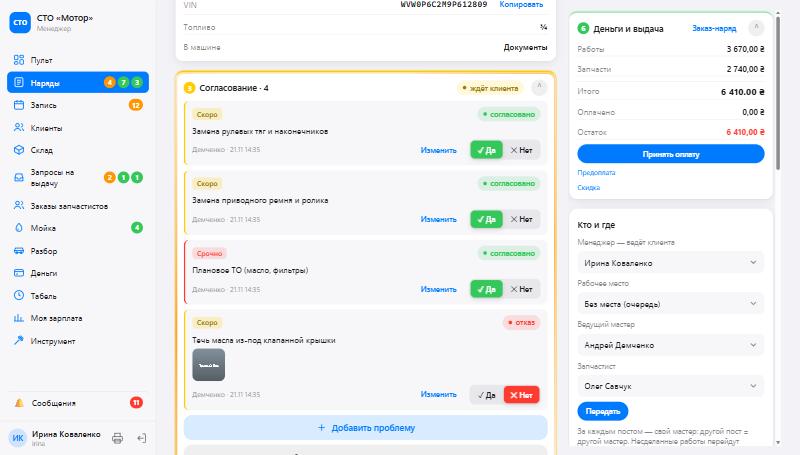 СТО
СТО «Мотор»
Менеджер
Пульт
Наряды
4
7
3
Запись
12
Клиенты
Склад
Запросы на выдачу
2
1
1
Заказы запчастистов
Мойка
4
Разбор
Деньги
Табель
Моя зарплата
Инструмент
Сообщения
11
ИК
Ирина Коваленко
irina
VIN
WVW0P6C2M9P612809
Копировать
Топливо
¾
В машине
Документы
3
Согласование · 4
ждёт клиента
Скоро
согласовано
Замена рулевых тяг и наконечников
Демченко · 21.11 14:35
Изменить
✓ Да
✕ Нет
Скоро
согласовано
Замена приводного ремня и ролика
Демченко · 21.11 14:35
Изменить
✓ Да
✕ Нет
Срочно
согласовано
Плановое ТО (масло, фильтры)
Демченко · 21.11 14:35
Изменить
✓ Да
✕ Нет
Скоро
отказ
Течь масла из-под клапанной крышки
Демченко · 21.11 14:35
Изменить
✓ Да
✕ Нет
+ Добавить проблему
6
Деньги и выдача
Заказ-наряд
Работы
3 670,00 ₴
Запчасти
2 740,00 ₴
Итого
6 410,00 ₴
Оплачено
0,00 ₴
Остаток
6 410,00 ₴
Принять оплату
Предоплата
Скидка
Кто и где
Менеджер — ведёт клиента
Ирина Коваленко
Рабочее место
Без места (очередь)
Ведущий мастер
Андрей Демченко
Запчастист
Олег Савчук
Передать
За каждым постом — свой мастер: другой пост =
другой мастер. Несделанные работы перейдут